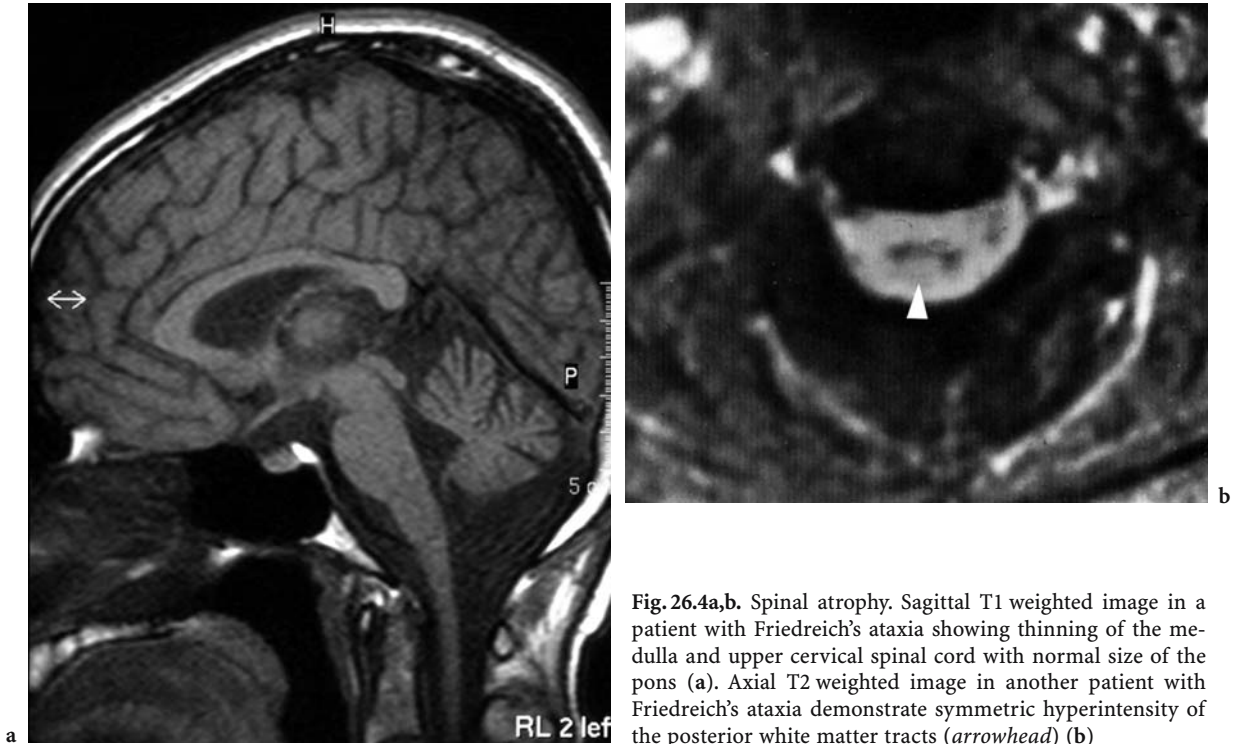 H
P
5 c
RL 2 left
a
b
Fig. 26.4a,b. Spinal atrophy. Sagittal T1 weighted image in a
patient with Friedreich's ataxia showing thinning of the me-
dulla and upper cervical spinal cord with normal size of the
pons (a). Axial T2 weighted image in another patient with
Friedreich's ataxia demonstrate symmetric hyperintensity of
the posterior white matter tracts (arrowhead) (b)